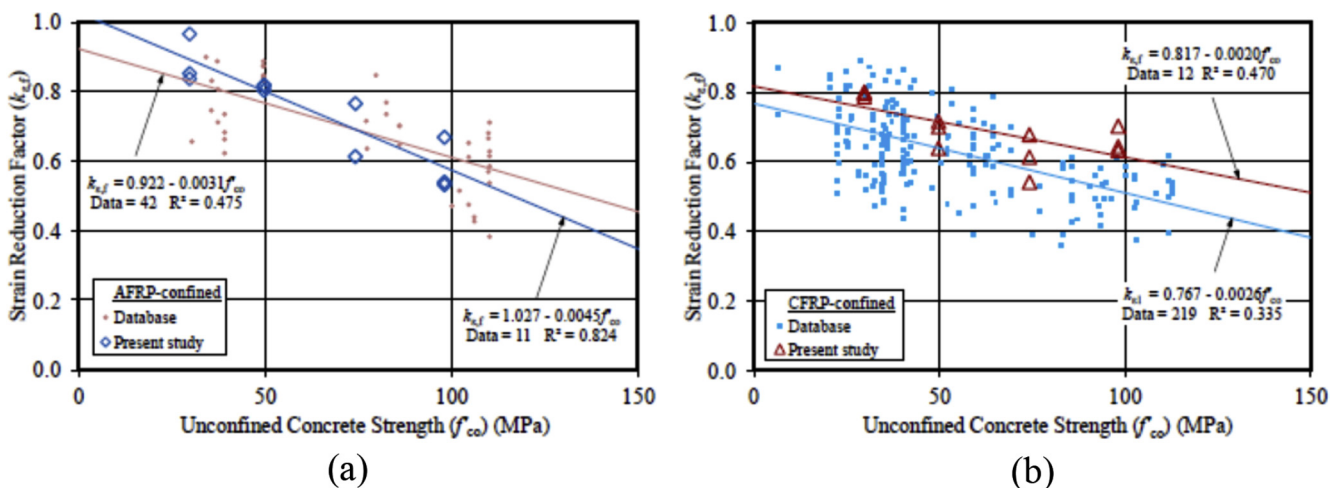 1.0
0.8
0.6
0.4
0.2
0.0
Strain Reduction Factor (kε,f)
kε,f = 0.922 - 0.0031f'co
Data = 42 R² = 0.475
kε,f = 1.027 - 0.0045f'co
Data = 11 R² = 0.824
AFRP-confined
Database
Present study
0 50 100 150
Unconfined Concrete Strength (f'co) (MPa)
(a)
1.0
0.8
0.6
0.4
0.2
0.0
Strain Reduction Factor (kε,f)
kε,f = 0.817 - 0.0020f'co
Data = 12 R² = 0.470
kε1 = 0.767 - 0.0026f'co
Data = 219 R² = 0.335
CFRP-confined
Database
Present study
0 50 100 150
Unconfined Concrete Strength (f'co) (MPa)
(b)